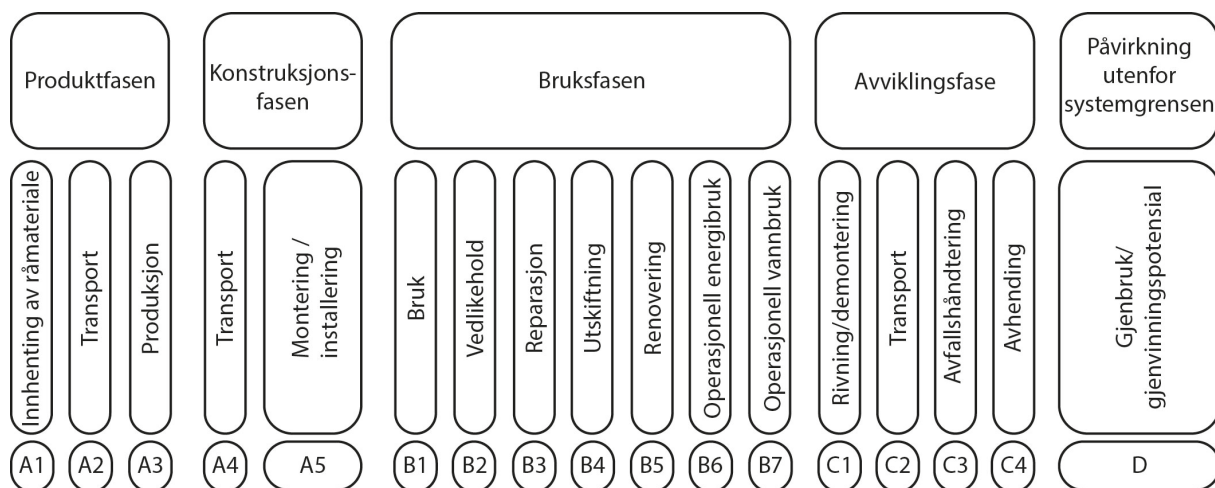 Produktfasen
Konstruksjons-
fasen
Bruksfasen
Avviklingsfase
Påvirkning
utenfor
systemgrensen
Innhenting av råmateriale
Transport
Produksjon
Transport
Montering /
installering
Bruk
Vedlikehold
Reparasjon
Utskiftning
Renovering
Operasjonell energibruk
Operasjonell vannbruk
Rivning/demontering
Transport
Avfallshåndtering
Avhending
Gjenbruk/
gjenvinningspotensial
A1
A2
A3
A4
A5
B1
B2
B3
B4
B5
B6
B7
C1
C2
C3
C4
D